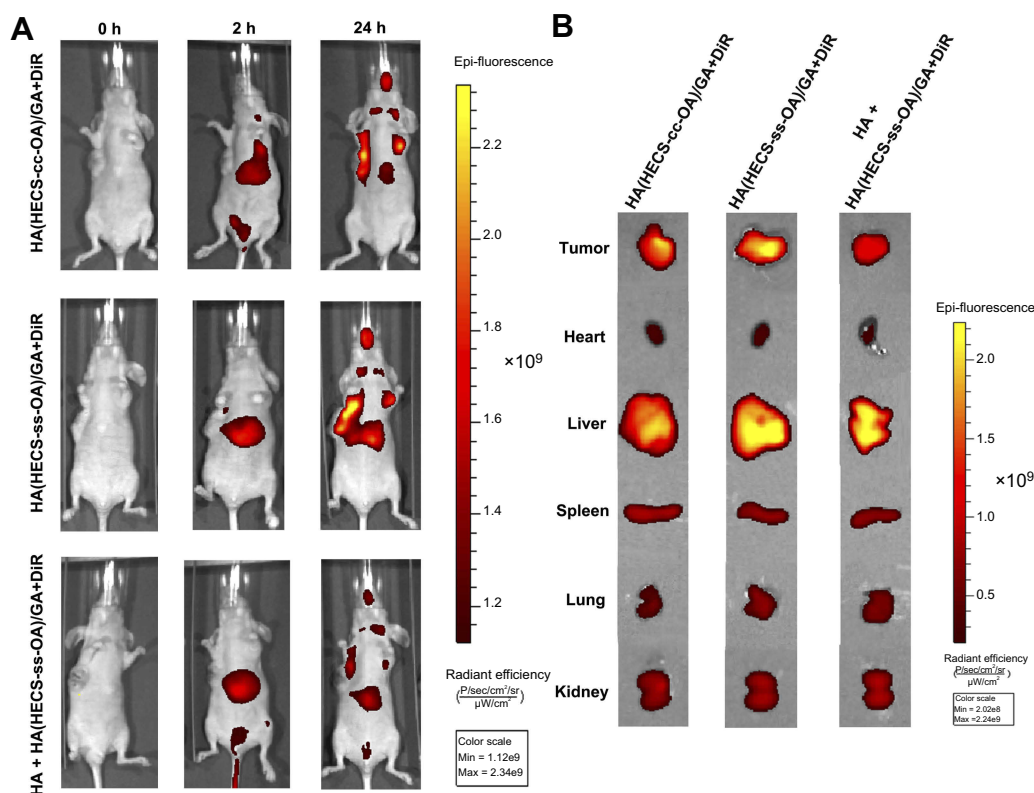 A
0 h
2 h
24 h
HA(HECS-cc-OA)/GA+DiR
HA(HECS-ss-OA)/GA+DiR
HA + HA(HECS-ss-OA)/GA+DiR
Epi-fluorescence
2.2
2.0
1.8
×10⁹
1.6
1.4
1.2
Radiant efficiency
(P/sec/cm²/sr
µW/cm²)
Color scale
Min = 1.12e9
Max = 2.34e9
B
HA(HECS-cc-OA)/GA+DiR
HA(HECS-ss-OA)/GA+DiR
HA +
HA(HECS-ss-OA)/GA+DiR
Tumor
Heart
Liver
Spleen
Lung
Kidney
Epi-fluorescence
2.0
1.5
×10⁹
1.0
0.5
Radiant efficiency
(P/sec/cm²/sr
µW/cm²)
Color scale
Min = 2.02e8
Max =2.24e9